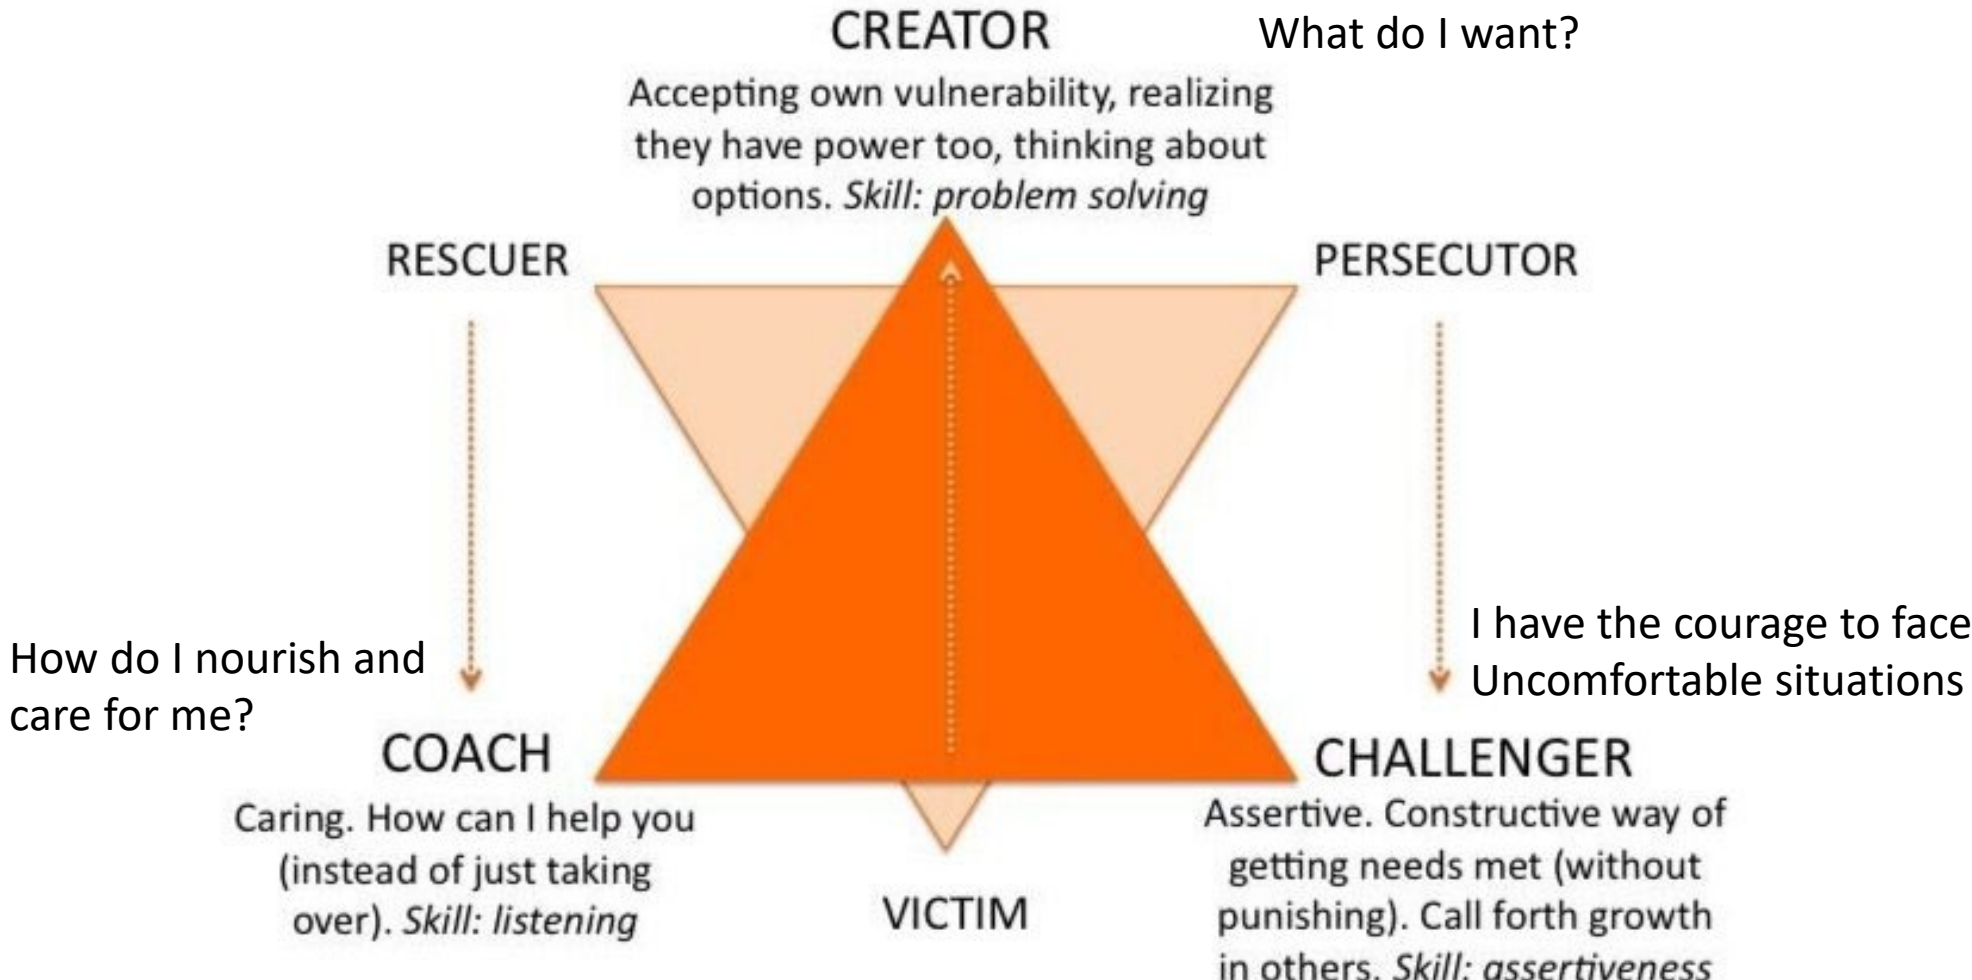 CREATOR
What do I want?
Accepting own vulnerability, realizing
they have power too, thinking about
options. Skill: problem solving
RESCUER
PERSECUTOR
How do I nourish and
care for me?
I have the courage to face
Uncomfortable situations
COACH
Caring. How can I help you
(instead of just taking
over). Skill: listening
VICTIM
CHALLENGER
Assertive. Constructive way of
getting needs met (without
punishing). Call forth growth
in others. Skill: assertiveness